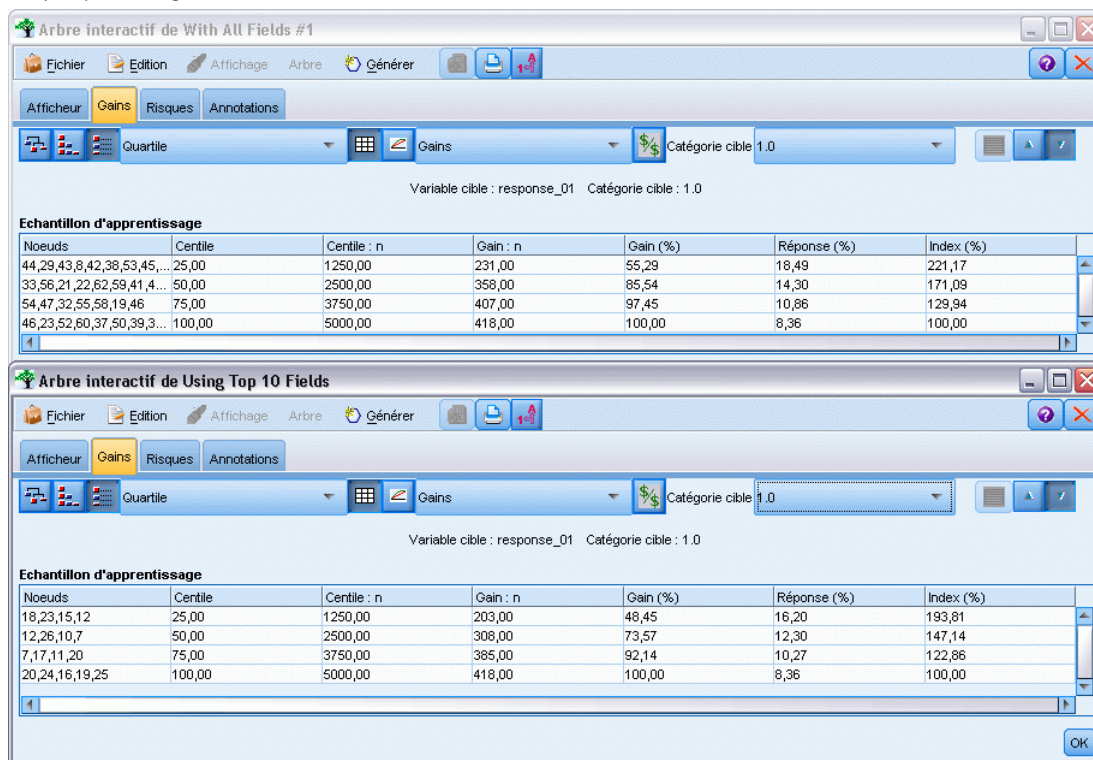 Arbre interactif de With All Fields #1
Fichier Edition Affichage Arbre Générer
Afficheur Gains Risques Annotations
Quartile Gains Catégorie cible 1.0
Variable cible : response_01 Catégorie cible : 1.0
Echantillon d'apprentissage
Noeuds Centile Centile : n Gain : n Gain (%) Réponse (%) Index (%)
44,29,43,8,42,38,53,45,... 25,00 1250,00 231,00 55,29 18,49 221,17
33,56,21,22,62,59,41,4... 50,00 2500,00 358,00 85,54 14,30 171,09
54,47,32,55,58,19,46 75,00 3750,00 407,00 97,45 10,86 129,94
46,23,52,60,37,50,39,3... 100,00 5000,00 418,00 100,00 8,36 100,00
Arbre interactif de Using Top 10 Fields
Fichier Edition Affichage Arbre Générer
Afficheur Gains Risques Annotations
Quartile Gains Catégorie cible 1.0
Variable cible : response_01 Catégorie cible : 1.0
Echantillon d'apprentissage
Noeuds Centile Centile : n Gain : n Gain (%) Réponse (%) Index (%)
18,23,15,12 25,00 1250,00 203,00 48,45 16,20 193,81
12,26,10,7 50,00 2500,00 308,00 73,57 12,30 147,14
7,17,11,20 75,00 3750,00 385,00 92,14 10,27 122,86
20,24,16,19,25 100,00 5000,00 418,00 100,00 8,36 100,00
OK